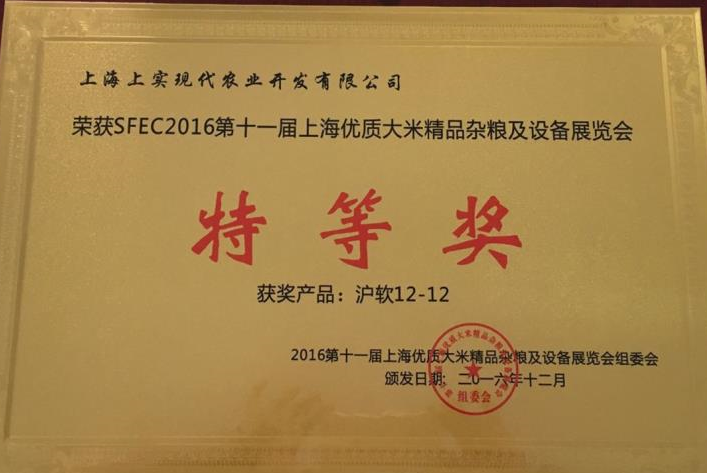 上海上实现代农业开发有限公司
荣获SFEC2016第十一届上海优质大米精品杂粮及设备展览会
特等奖
获奖产品：沪软12-12
2016第十一届上海优质大米精品杂粮及设备展览会组委会
颁发日期：二〇一六年十二月
组委会